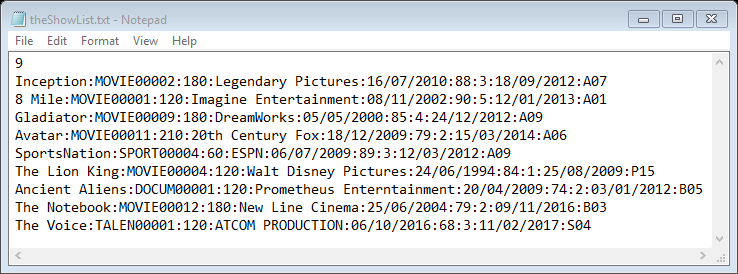 theShowList.txt - Notepad
File Edit Format View Help
9
Inception:MOVIE00002:180:Legendary Pictures:16/07/2010:88:3:18/09/2012:A07
8 Mile:MOVIE00001:120:Imagine Entertainment:08/11/2002:90:5:12/01/2013:A01
Gladiator:MOVIE00009:180:DreamWorks:05/05/2000:85:4:24/12/2012:A09
Avatar:MOVIE00011:210:20th Century Fox:18/12/2009:79:2:15/03/2014:A06
SportsNation:SPORT00004:60:ESPN:06/07/2009:89:3:12/03/2012:A09
The Lion King:MOVIE00004:120:Walt Disney Pictures:24/06/1994:84:1:25/08/2009:P15
Ancient Aliens:DOCUM00001:120:Prometheus Enterntainment:20/04/2009:74:2:03/01/2012:B05
The Notebook:MOVIE00012:180:New Line Cinema:25/06/2004:79:2:09/11/2016:B03
The Voice:TALEN00001:120:ATCOM PRODUCTION:06/10/2016:68:3:11/02/2017:S04